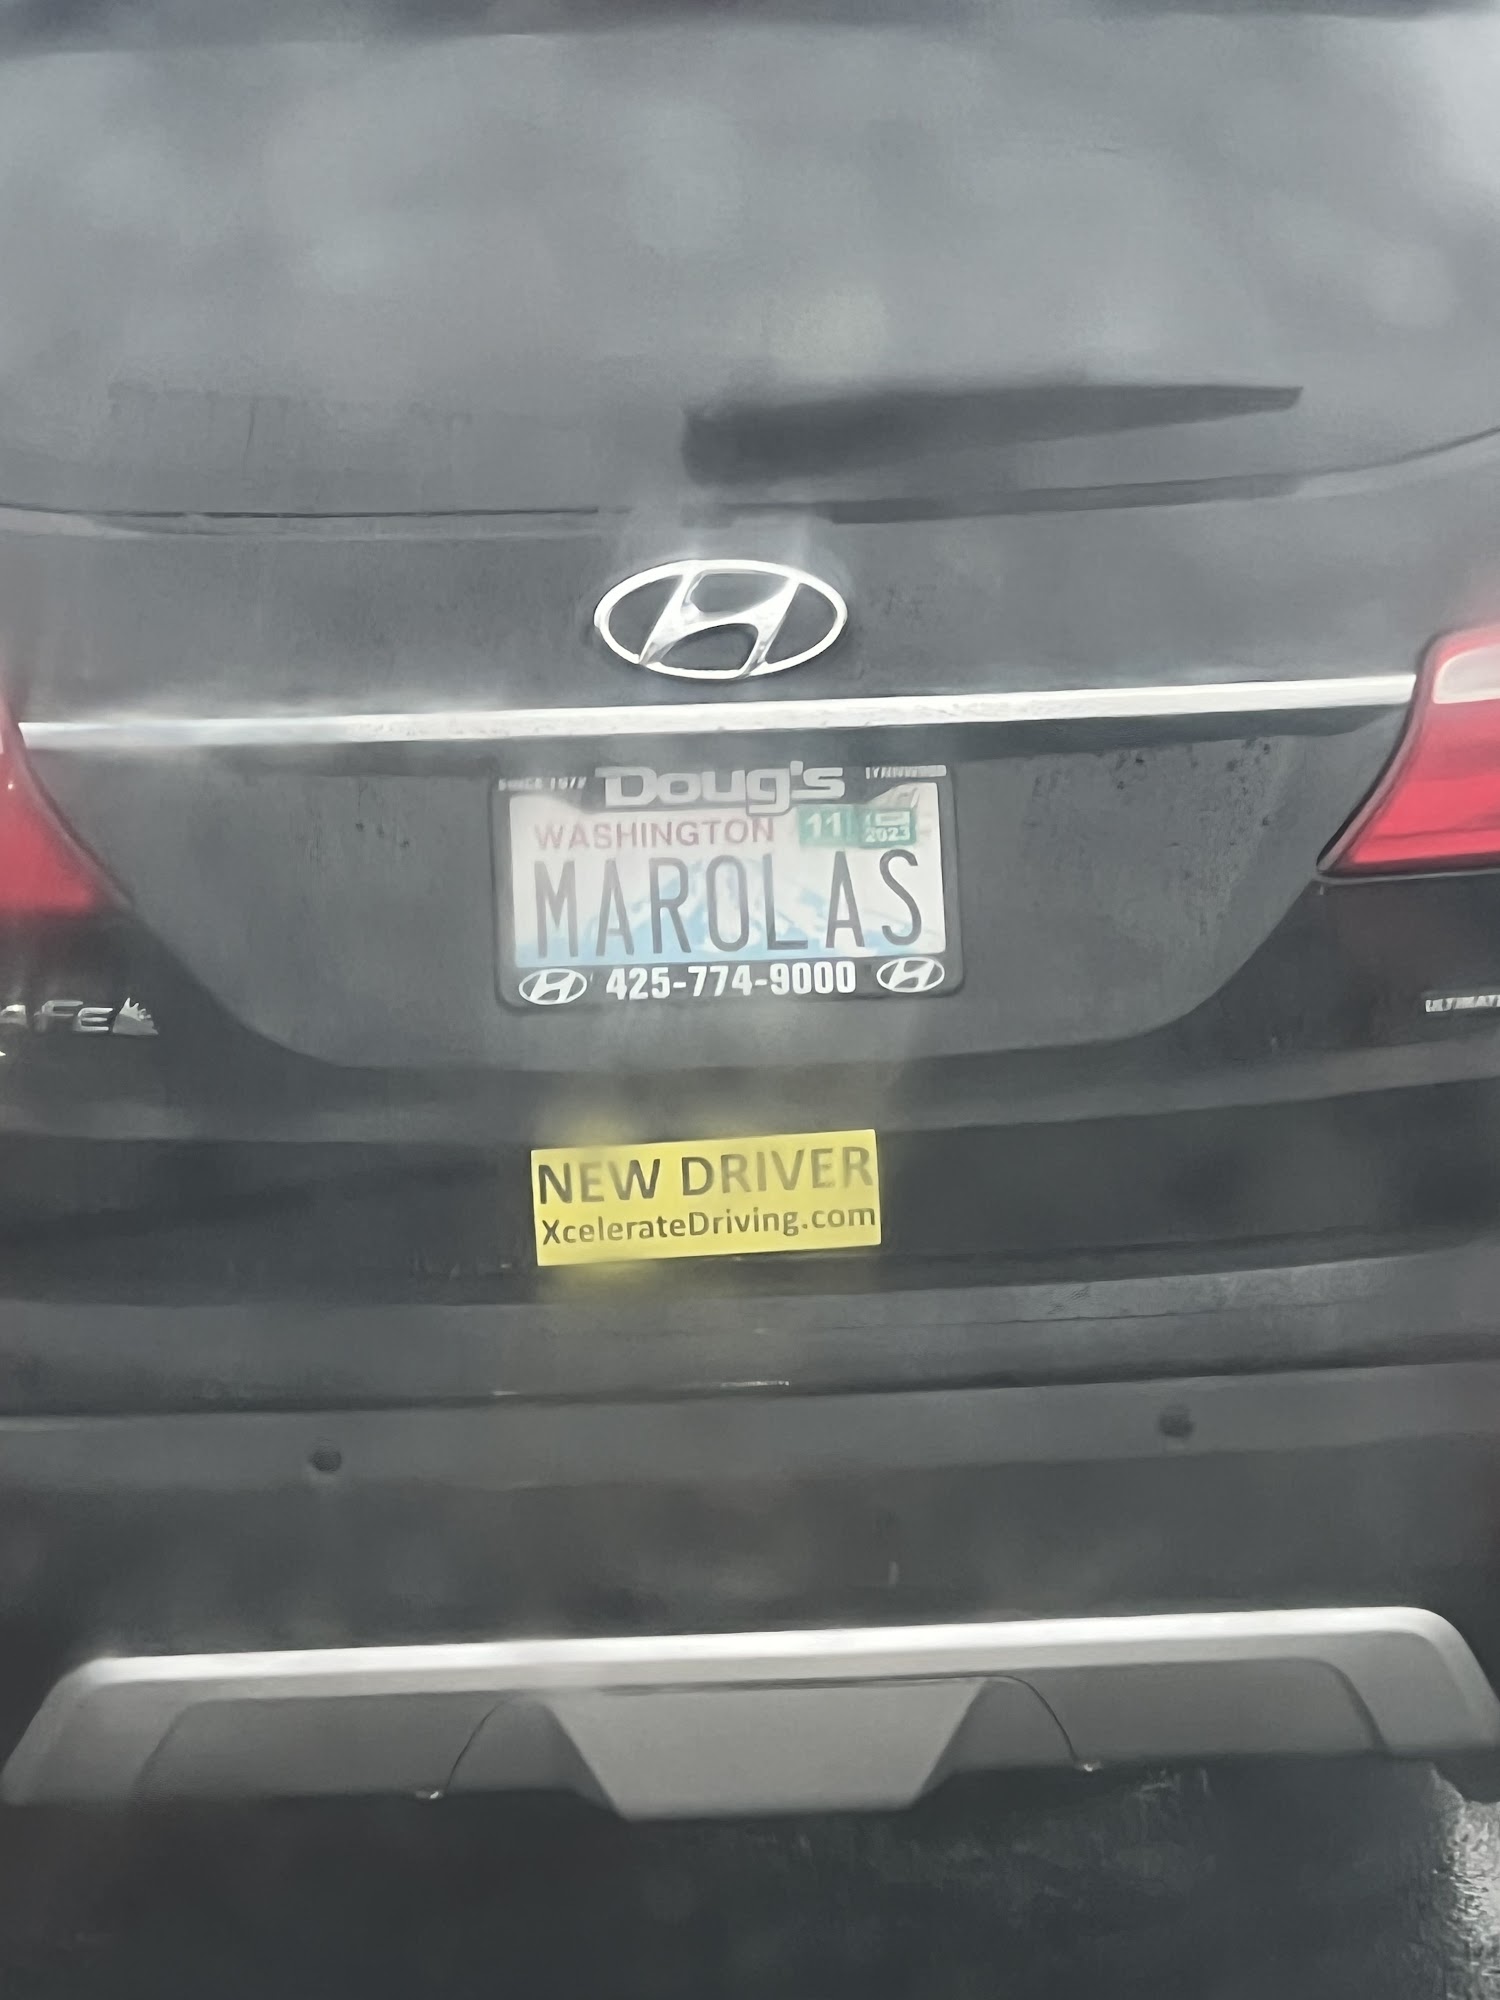 Doug's
WASHINGTON 11 2023
MAROLAS
425-774-9000
NEW DRIVER
XcelerateDriving.com